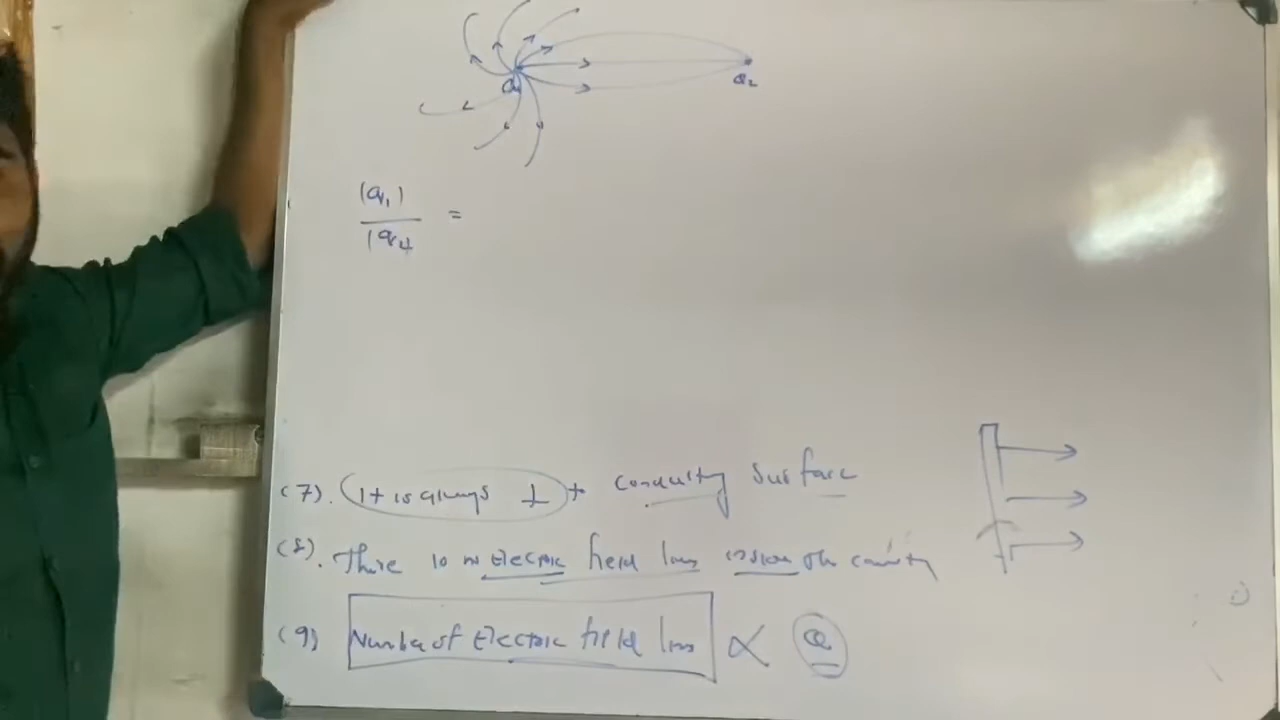 Q₁ Q₂
|Q₁| =
|Q₂|
(7). It is always ⊥ to conducting surface
(8). There is no Electric field lines inside the cavity
(9) Number of Electric field lines ∝ Q